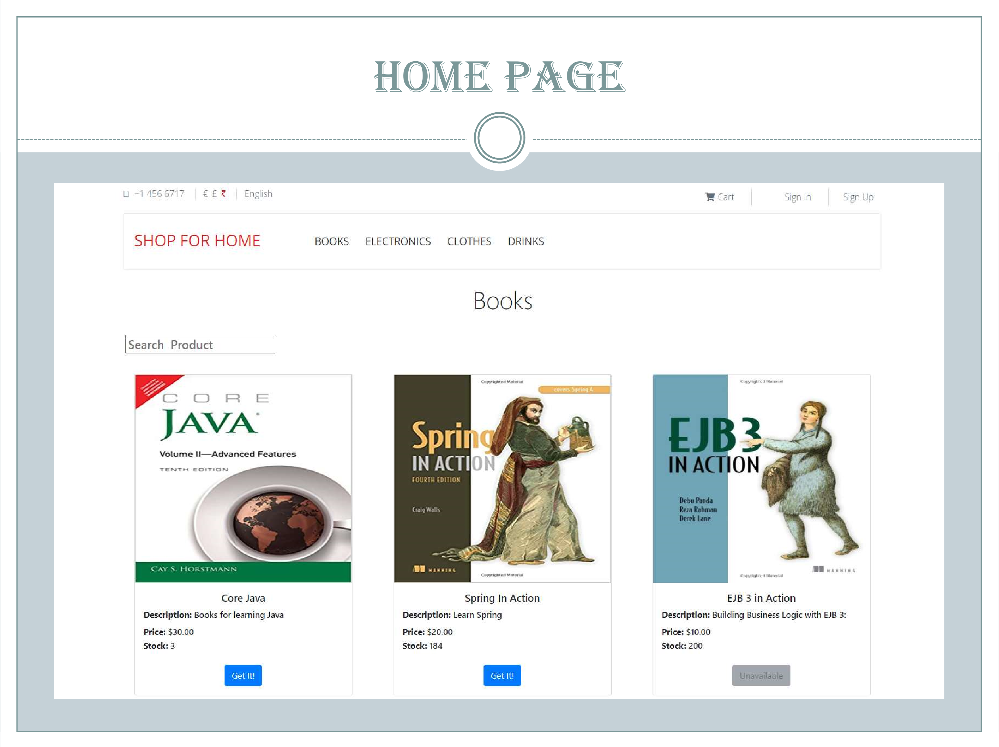 HOME PAGE
+1 456 6717 € £ ₹ English
Cart Sign In Sign Up
SHOP FOR HOME BOOKS ELECTRONICS CLOTHES DRINKS
Books
Search Product
CORE
JAVA
Volume II—Advanced Features
TENTH EDITION
CAY S. HORSTMANN
Core Java
Description: Books for learning Java
Price: $30.00
Stock: 3
Get It!
Copyrighted Material
covers Spring 4
Spring
IN ACTION
FOURTH EDITION
Craig Walls
MANNING
Copyrighted Material
Spring In Action
Description: Learn Spring
Price: $20.00
Stock: 184
Get It!
Copyrighted Material
EJB 3
IN ACTION
Debu Panda
Reza Rahman
Derek Lane
MANNING
Copyrighted Material
EJB 3 in Action
Description: Building Business Logic with EJB 3:
Price: $10.00
Stock: 200
Unavailable